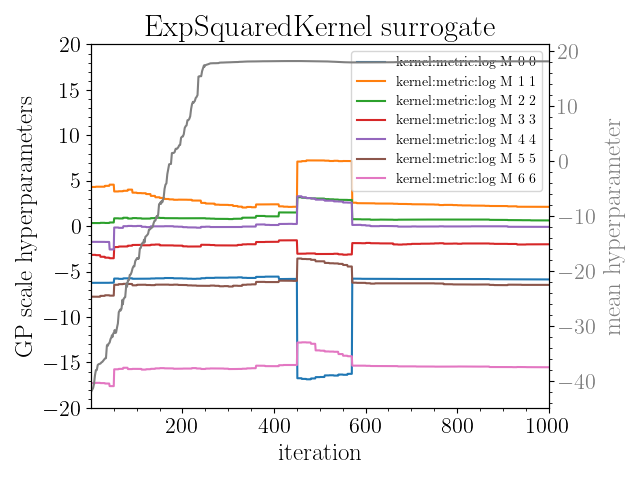 ExpSquaredKernel surrogate
20
15
10
5
0
−5
−10
−15
−20
GP scale hyperparameters
kernel:metric:log M 0 0
kernel:metric:log M 1 1
kernel:metric:log M 2 2
kernel:metric:log M 3 3
kernel:metric:log M 4 4
kernel:metric:log M 5 5
kernel:metric:log M 6 6
20
10
0
−10
−20
−30
−40
mean hyperparameter
200
400
600
800
1000
iteration